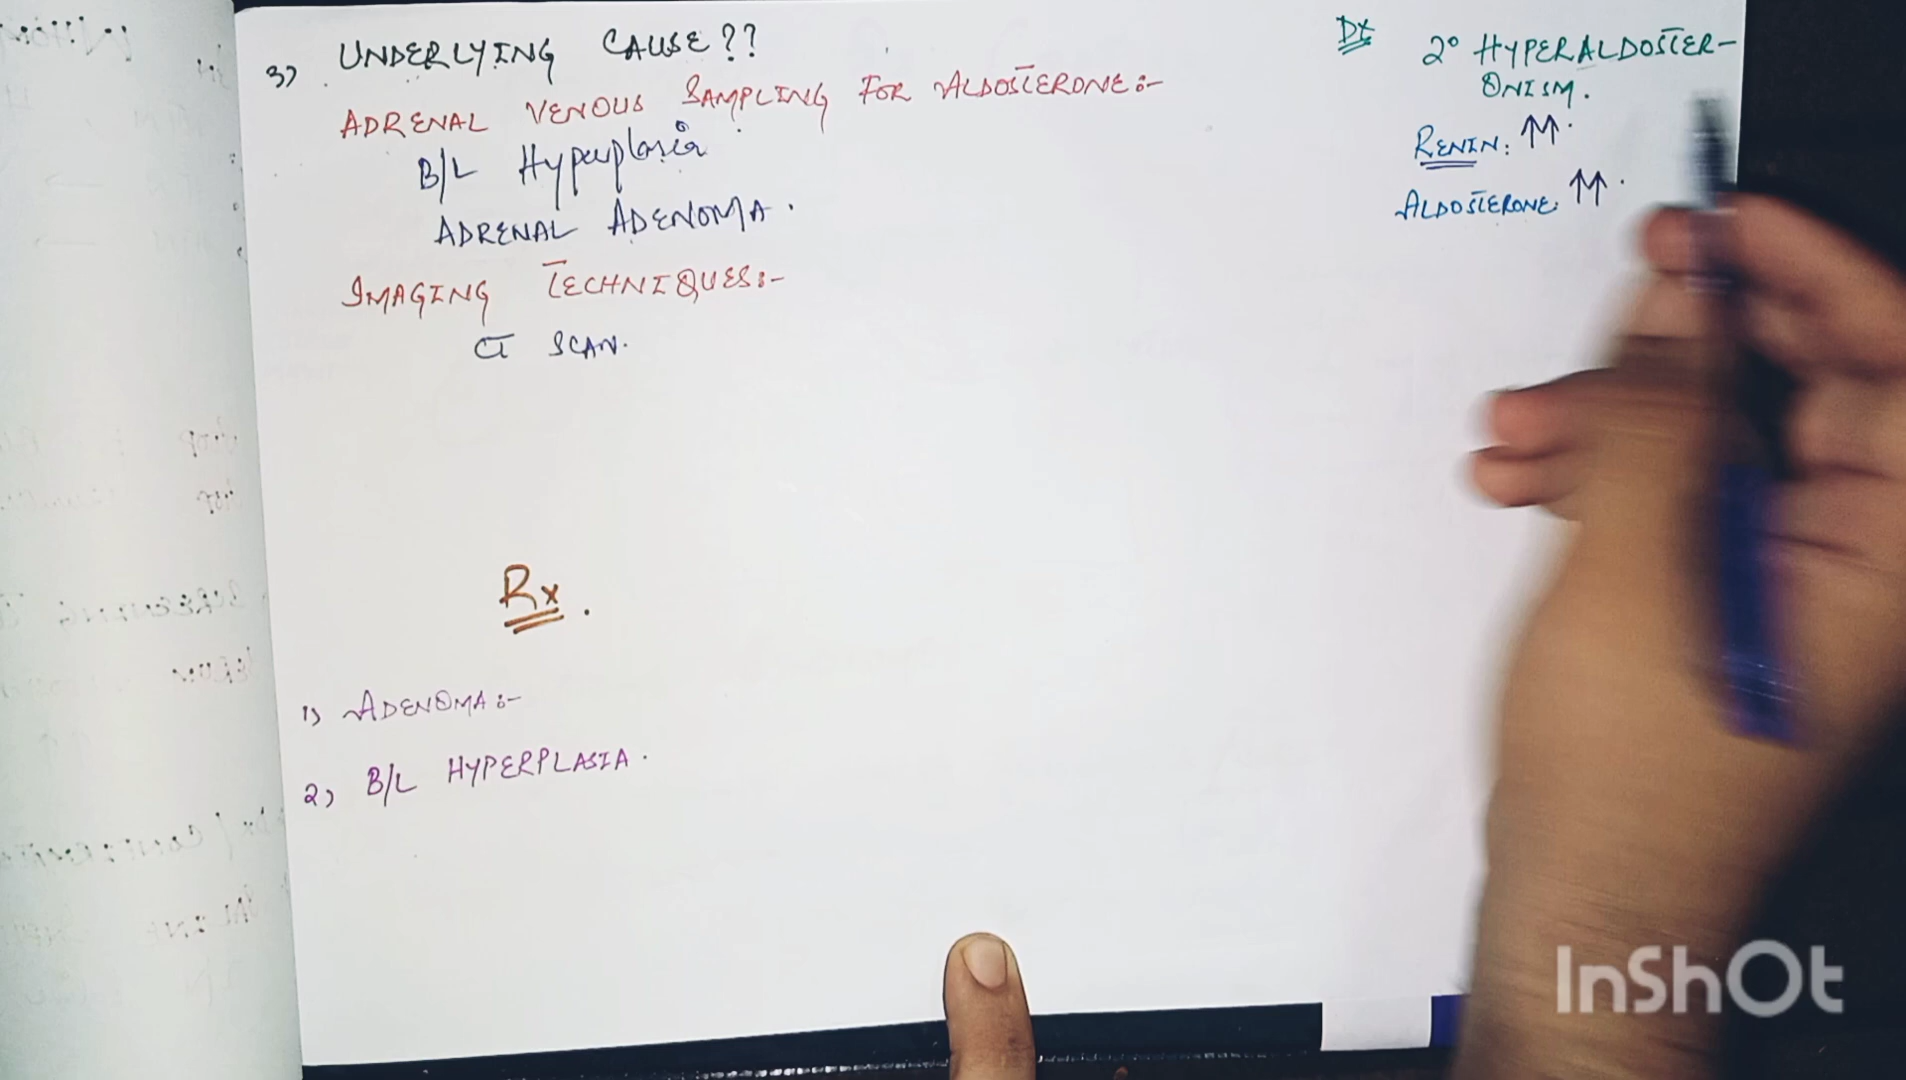 3) UNDERLYING CAUSE??
ADRENAL VENOUS SAMPLING FOR ALDOSTERONE:-
B/L Hyperplasia
ADRENAL ADENOMA.
IMAGING TECHNIQUES:-
CT SCAN.
Rx.
1) ADENOMA:-
2) B/L HYPERPLASIA.
Dx
2° HYPERALDOSTER-
ONISM.
RENIN: ↑↑.
ALDOSTERONE: ↑↑.
InShOt